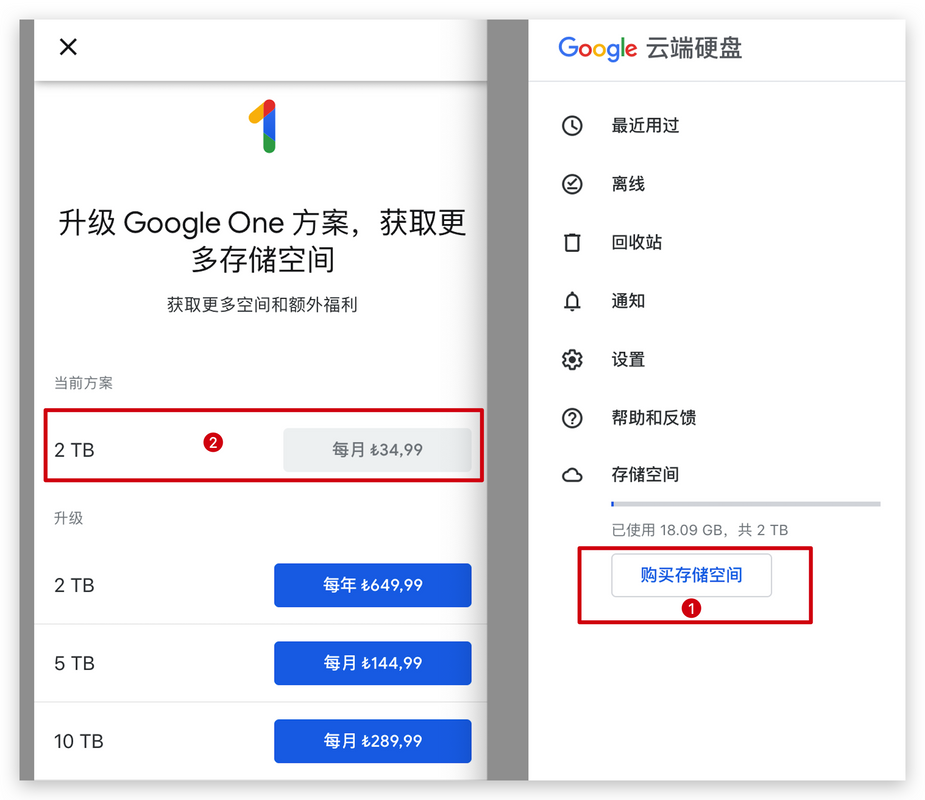 升级 Google One 方案，获取更
多存储空间
获取更多空间和额外福利
当前方案
2 TB
2
每月 ₺34,99
升级
2 TB
每年 ₺649,99
5 TB
每月 ₺144,99
10 TB
每月 ₺289,99
Google 云端硬盘
最近用过
离线
回收站
通知
设置
帮助和反馈
存储空间
已使用 18.09 GB，共 2 TB
购买存储空间
1